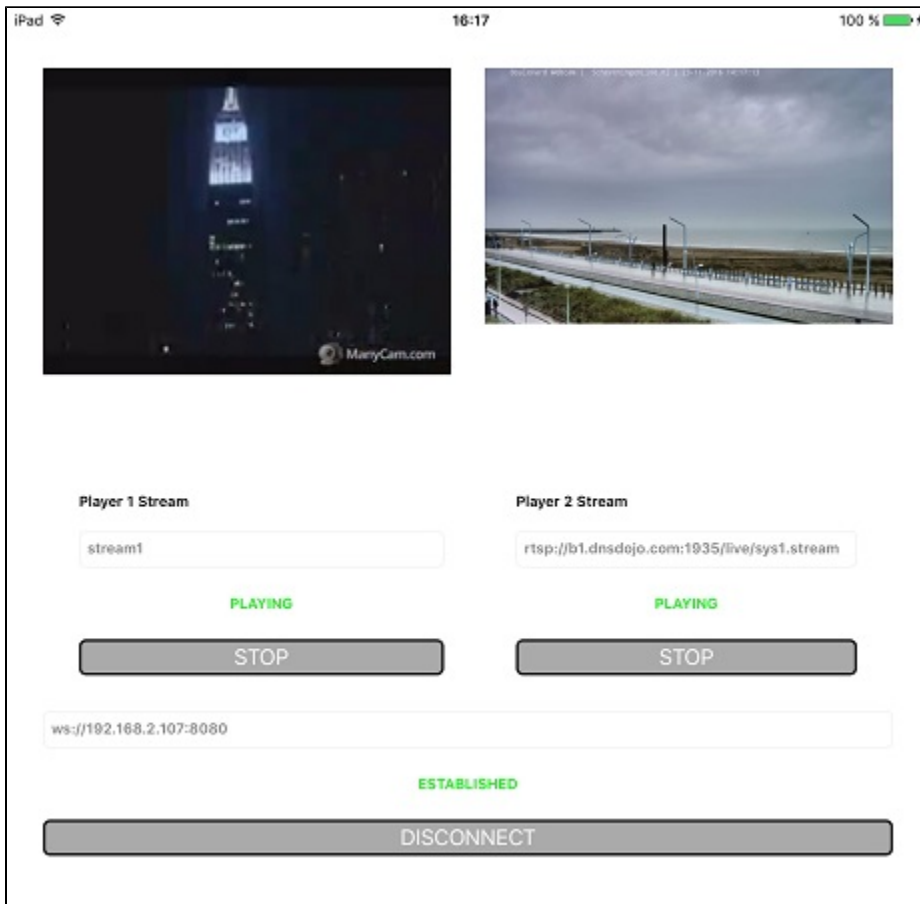 iPad 16:17 100 %
ManyCam.com
Player 1 Stream
Player 2 Stream
stream1
rtsp://b1.dnsdojo.com:1935/live/sys1.stream
PLAYING
PLAYING
STOP
STOP
ws://192.168.2.107:8080
ESTABLISHED
DISCONNECT